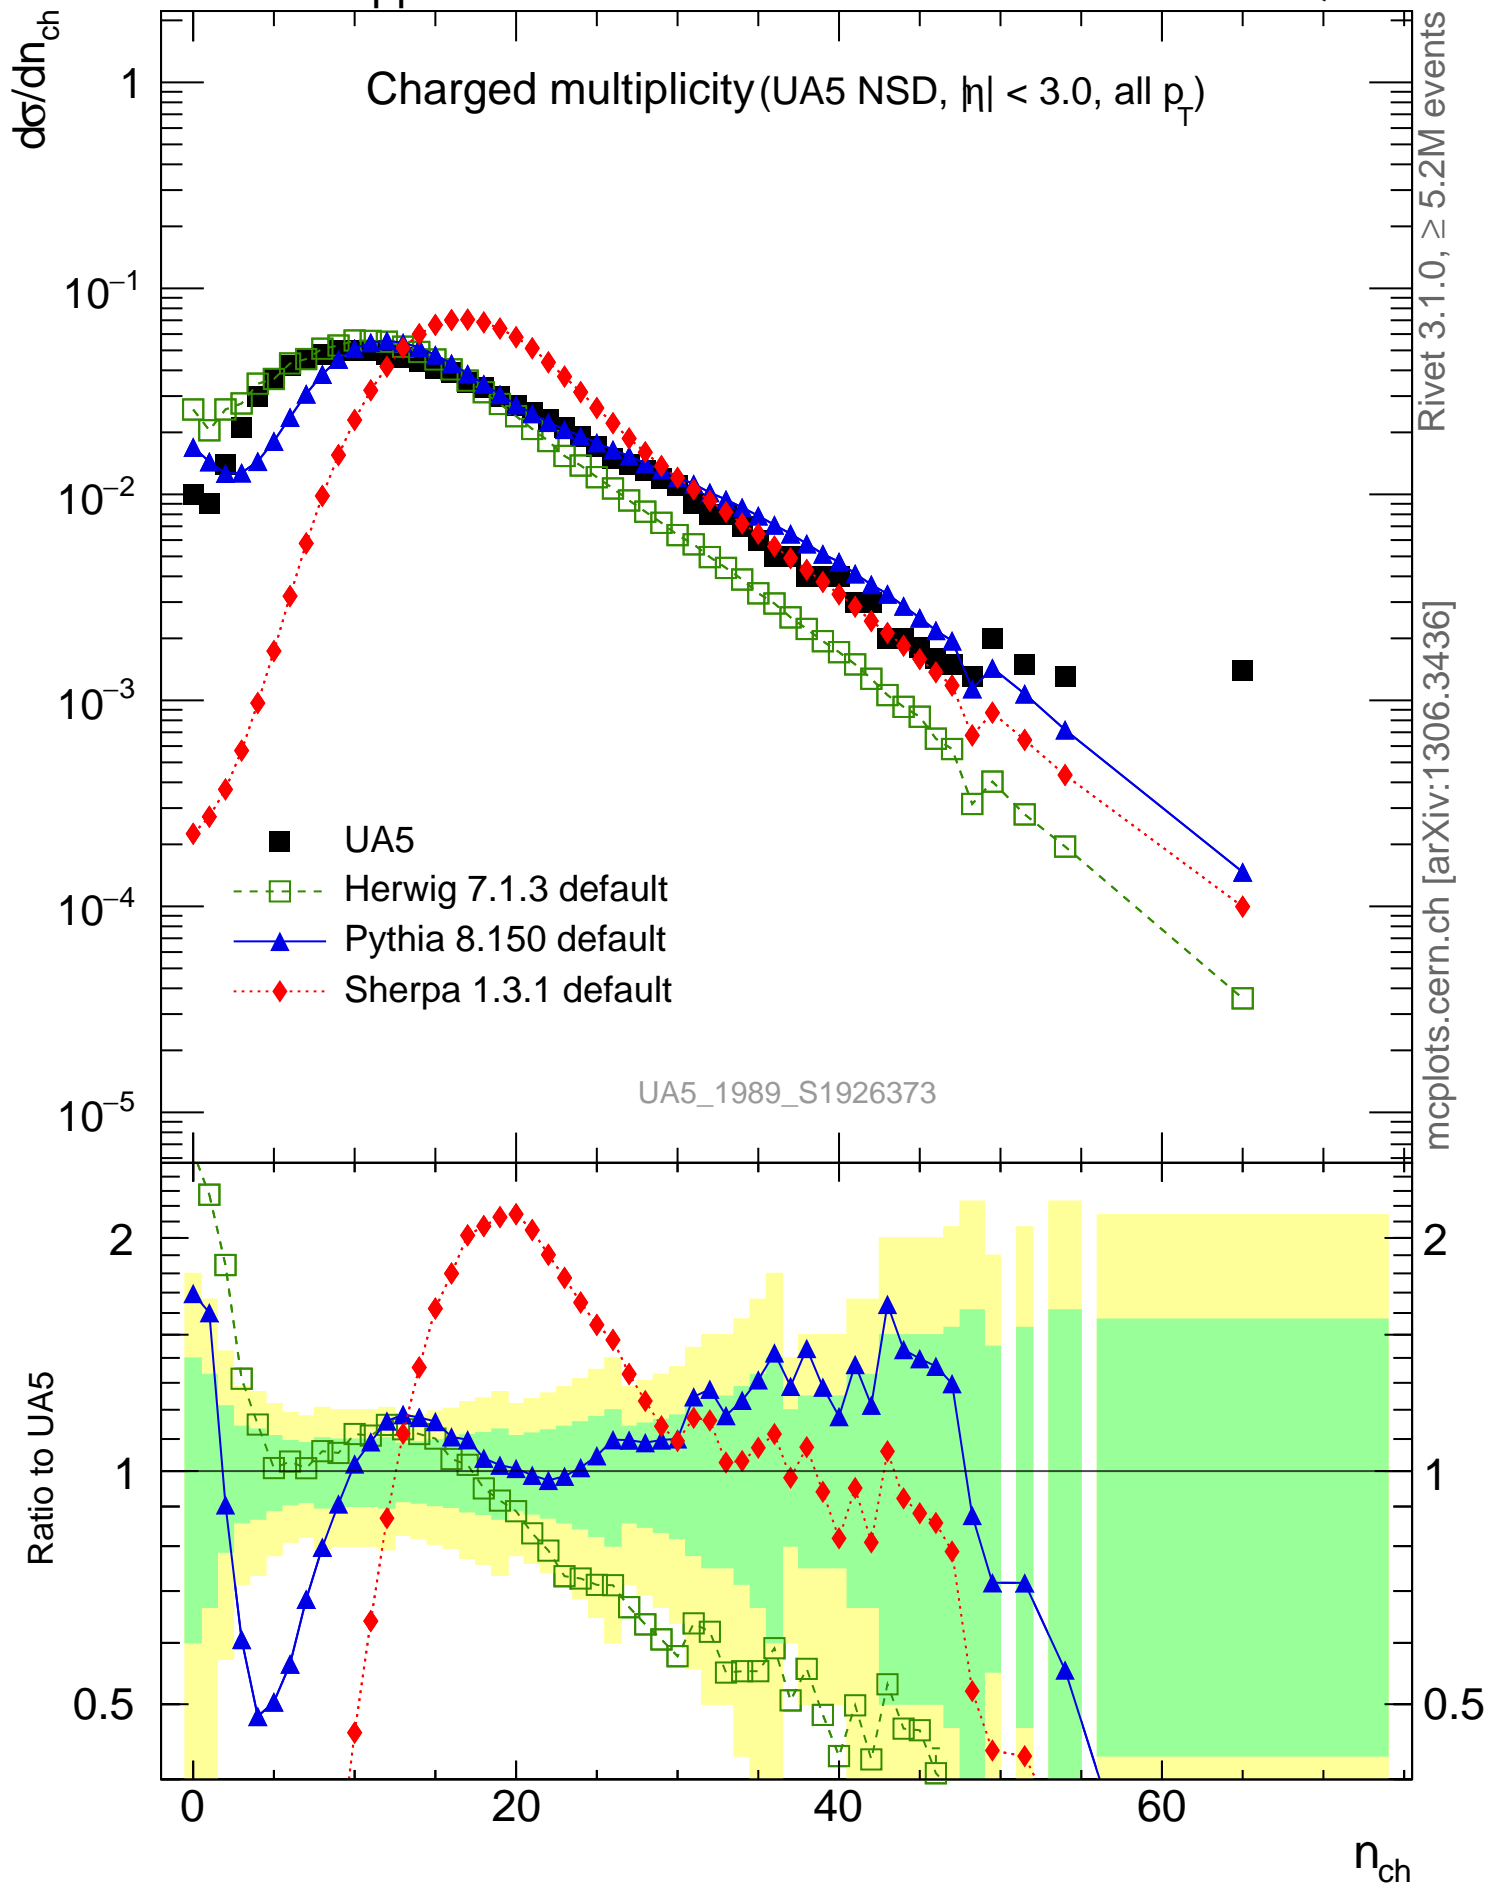 dσ/dn_ch
Charged multiplicity (UA5 NSD, |η| < 3.0, all p_T)
1
10⁻¹
10⁻²
10⁻³
10⁻⁴
10⁻⁵
UA5
Herwig 7.1.3 default
Pythia 8.150 default
Sherpa 1.3.1 default
UA5_1989_S1926373
Rivet 3.1.0, ≥ 5.2M events
mcplots.cern.ch [arXiv:1306.3436]
Ratio to UA5
2 2
1 1
0.5 0.5
0 20 40 60
n_ch